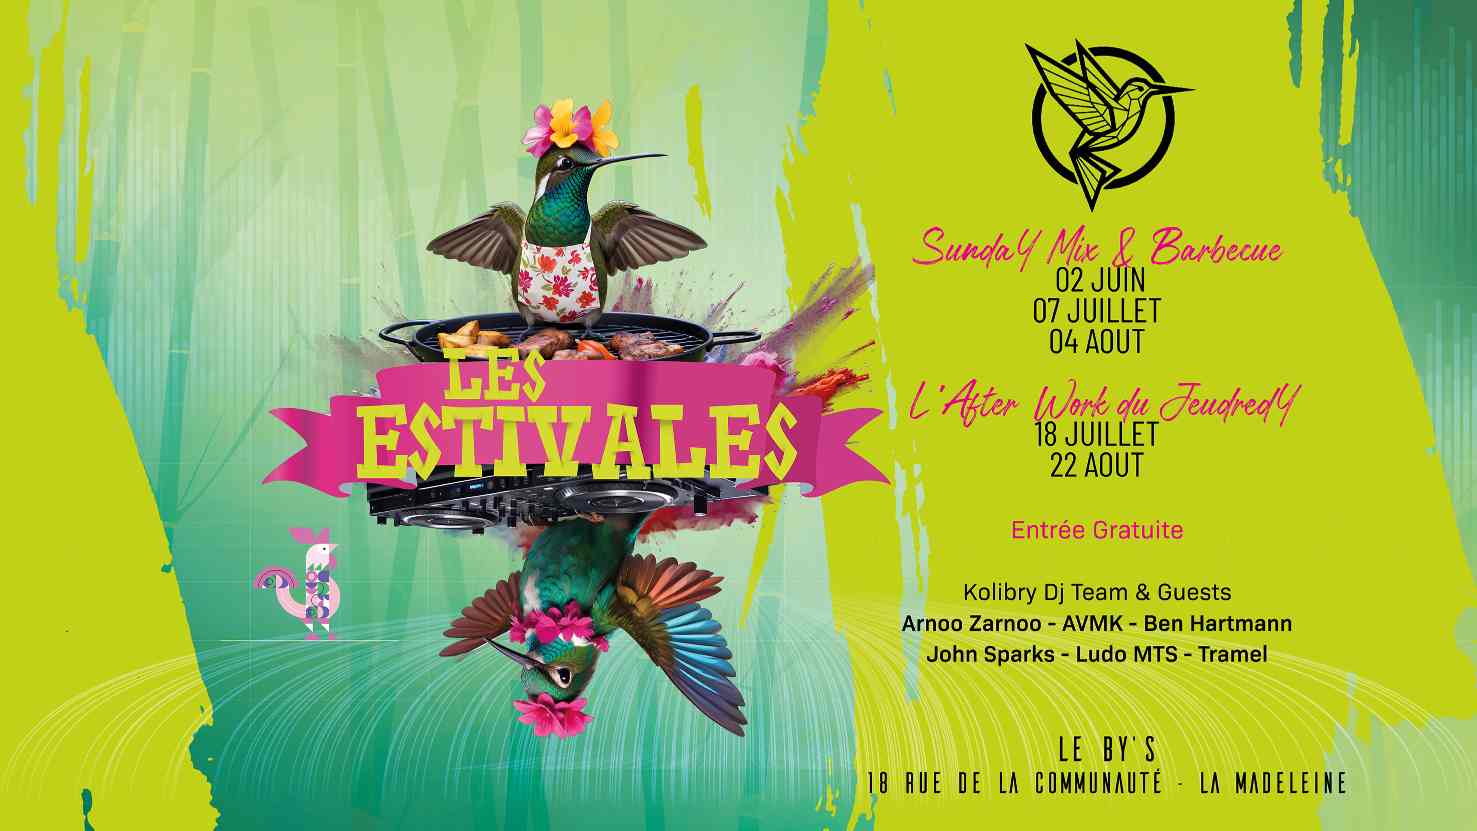 LES
ESTIVALES
SundaY Mix & Barbecue
02 JUIN
07 JUILLET
04 AOUT
L'After Work du JeudredY
18 JUILLET
22 AOUT
Entrée Gratuite
Kolibry Dj Team & Guests
Arnoo Zarnoo - AVMK - Ben Hartmann
John Sparks - Ludo MTS - Tramel
LE BY'S
18 RUE DE LA COMMUNAUTÉ - LA MADELEINE